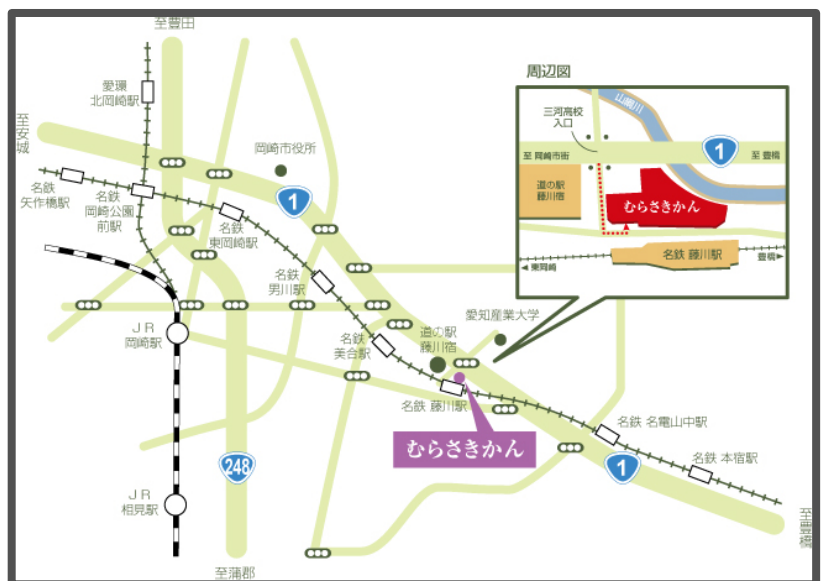 至豊田
愛環
北岡崎駅
至安城
岡崎市役所
1
名鉄
矢作橋駅
名鉄
岡崎公園
前駅
名鉄
東岡崎駅
名鉄
男川駅
JR
岡崎駅
名鉄
美合駅
道の駅
藤川宿
愛知産業大学
名鉄 藤川駅
むらさきかん
248
JR
相見駅
至蒲郡
名鉄 名電山中駅
1
名鉄 本宿駅
至豊橋
周辺図
山綱川
三河高校
入口
至 岡崎市街
1
至 豊橋
道の駅
藤川宿
むらさきかん
名鉄 藤川駅
◀東岡崎
豊橋▶